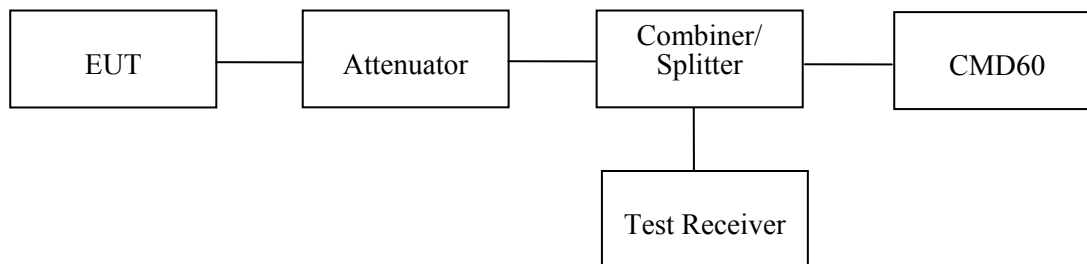 EUT
Attenuator
Combiner/
Splitter
CMD60
Test Receiver